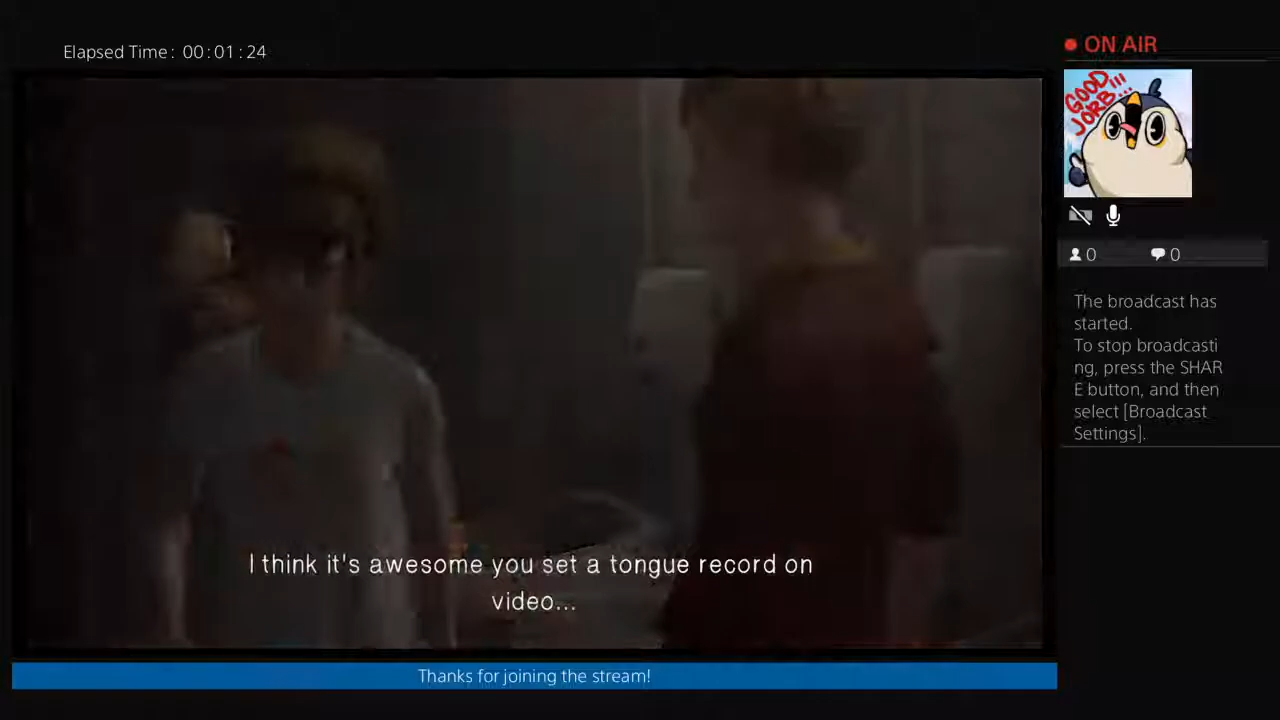 Elapsed Time: 00:01:24
ON AIR
GOOD
JORB!!!...
0
0
The broadcast has
started.
To stop broadcasti
ng, press the SHAR
E button, and then
select [Broadcast
Settings].
I think it's awesome you set a tongue record on
video...
Thanks for joining the stream!